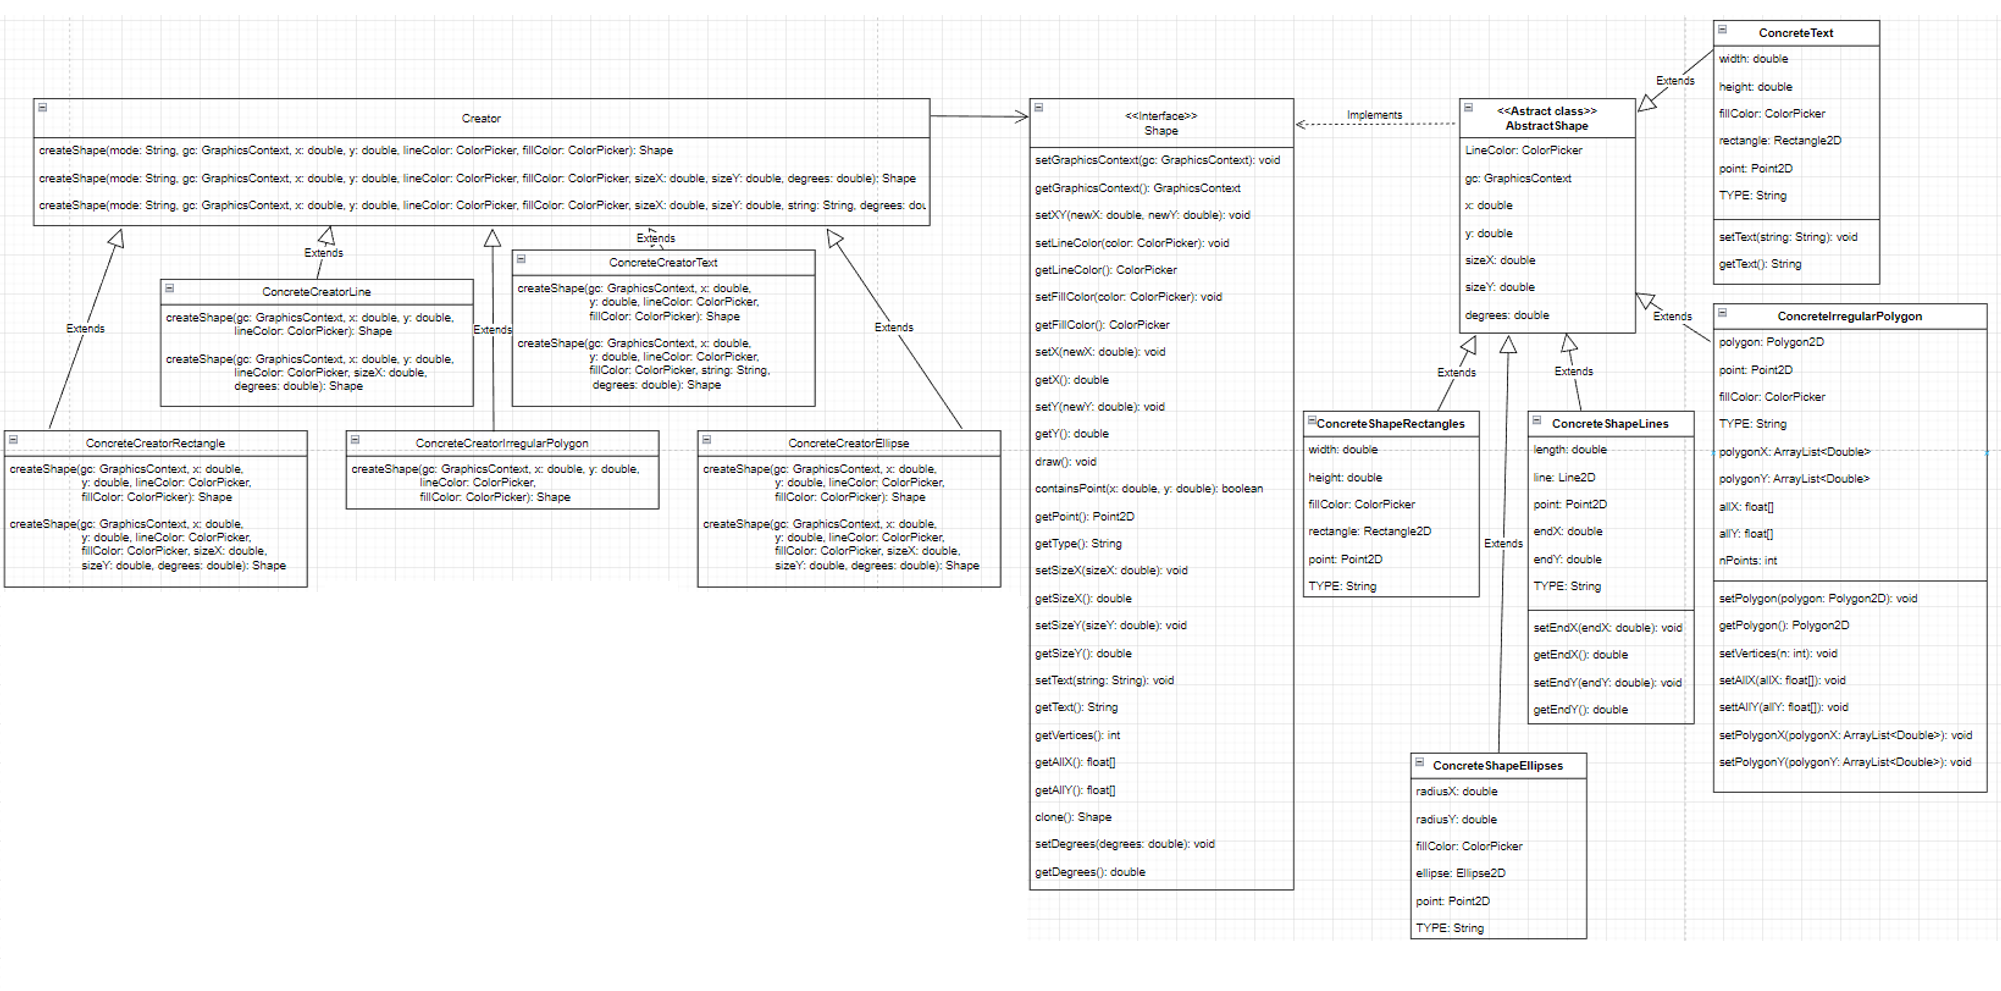 Creator
createShape(mode: String, gc: GraphicsContext, x: double, y: double, lineColor: ColorPicker, fillColor: ColorPicker): Shape
createShape(mode: String, gc: GraphicsContext, x: double, y: double, lineColor: ColorPicker, fillColor: ColorPicker, sizeX: double, sizeY: double, degrees: double): Shape
createShape(mode: String, gc: GraphicsContext, x: double, y: double, lineColor: ColorPicker, fillColor: ColorPicker, sizeX: double, sizeY: double, string: String, degrees: dou
Extends
Extends
Extends
Extends
Extends
ConcreteCreatorLine
createShape(gc: GraphicsContext, x: double, y: double,
lineColor: ColorPicker): Shape
createShape(gc: GraphicsContext, x: double, y: double,
lineColor: ColorPicker, sizeX: double,
degrees: double): Shape
ConcreteCreatorText
createShape(gc: GraphicsContext, x: double,
y: double, lineColor: ColorPicker,
fillColor: ColorPicker): Shape
createShape(gc: GraphicsContext, x: double,
y: double, lineColor: ColorPicker,
fillColor: ColorPicker, string: String,
degrees: double): Shape
ConcreteCreatorRectangle
createShape(gc: GraphicsContext, x: double,
y: double, lineColor: ColorPicker,
fillColor: ColorPicker): Shape
createShape(gc: GraphicsContext, x: double,
y: double, lineColor: ColorPicker,
fillColor: ColorPicker, sizeX: double,
sizeY: double, degrees: double): Shape
ConcreteCreatorIrregularPolygon
createShape(gc: GraphicsContext, x: double, y: double,
lineColor: ColorPicker,
fillColor: ColorPicker): Shape
ConcreteCreatorEllipse
createShape(gc: GraphicsContext, x: double,
y: double, lineColor: ColorPicker,
fillColor: ColorPicker): Shape
createShape(gc: GraphicsContext, x: double,
y: double, lineColor: ColorPicker,
fillColor: ColorPicker, sizeX: double,
sizeY: double, degrees: double): Shape
<<Interface>>
Shape
setGraphicsContext(gc: GraphicsContext): void
getGraphicsContext(): GraphicsContext
setXY(newX: double, newY: double): void
setLineColor(color: ColorPicker): void
getLineColor(): ColorPicker
setFillColor(color: ColorPicker): void
getFillColor(): ColorPicker
setX(newX: double): void
getX(): double
setY(newY: double): void
getY(): double
draw(): void
containsPoint(x: double, y: double): boolean
getPoint(): Point2D
getType(): String
setSizeX(sizeX: double): void
getSizeX(): double
setSizeY(sizeY: double): void
getSizeY(): double
setText(string: String): void
getText(): String
getVertices(): int
getAllX(): float[]
getAllY(): float[]
clone(): Shape
setDegrees(degrees: double): void
getDegrees(): double
Implements
<<Astract class>>
AbstractShape
LineColor: ColorPicker
gc: GraphicsContext
x: double
y: double
sizeX: double
sizeY: double
degrees: double
Extends
Extends
Extends
Extends
Extends
ConcreteText
width: double
height: double
fillColor: ColorPicker
rectangle: Rectangle2D
point: Point2D
TYPE: String
setText(string: String): void
getText(): String
ConcreteIrregularPolygon
polygon: Polygon2D
point: Point2D
fillColor: ColorPicker
TYPE: String
polygonX: ArrayList<Double>
polygonY: ArrayList<Double>
allX: float[]
allY: float[]
nPoints: int
setPolygon(polygon: Polygon2D): void
getPolygon(): Polygon2D
setVertices(n: int): void
setAllX(allX: float[]): void
settAllY(allY: float[]): void
setPolygonX(polygonX: ArrayList<Double>): void
setPolygonY(polygonY: ArrayList<Double>): void
ConcreteShapeRectangles
width: double
height: double
fillColor: ColorPicker
rectangle: Rectangle2D
point: Point2D
TYPE: String
ConcreteShapeLines
length: double
line: Line2D
point: Point2D
endX: double
endY: double
TYPE: String
setEndX(endX: double): void
getEndX(): double
setEndY(endY: double): void
getEndY(): double
ConcreteShapeEllipses
radiusX: double
radiusY: double
fillColor: ColorPicker
ellipse: Ellipse2D
point: Point2D
TYPE: String